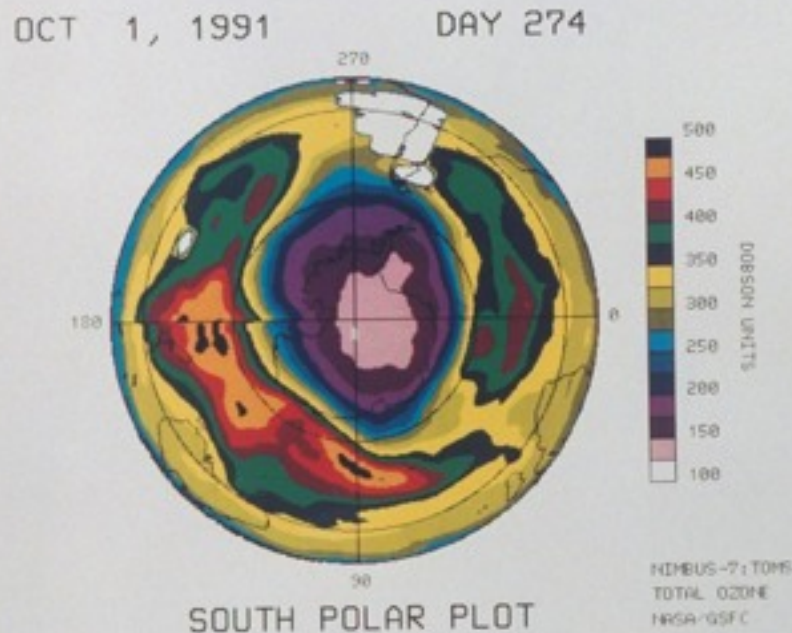 OCT 1, 1991 DAY 274
270
500
450
400
350
300
250
200
150
100
DOBSON UNITS
180
0
90
SOUTH POLAR PLOT
NIMBUS-7:TOMS
TOTAL OZONE
NASA/GSFC